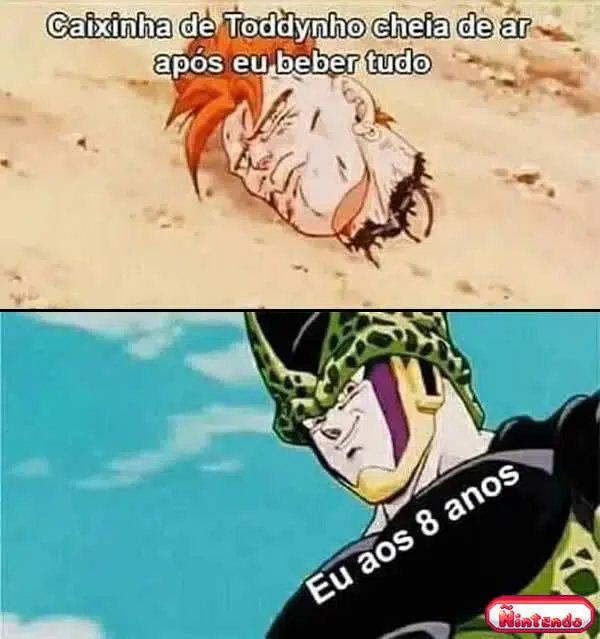 Caixinha de Toddynho cheia de ar
após eu beber tudo
Eu aos 8 anos
Ñintendo